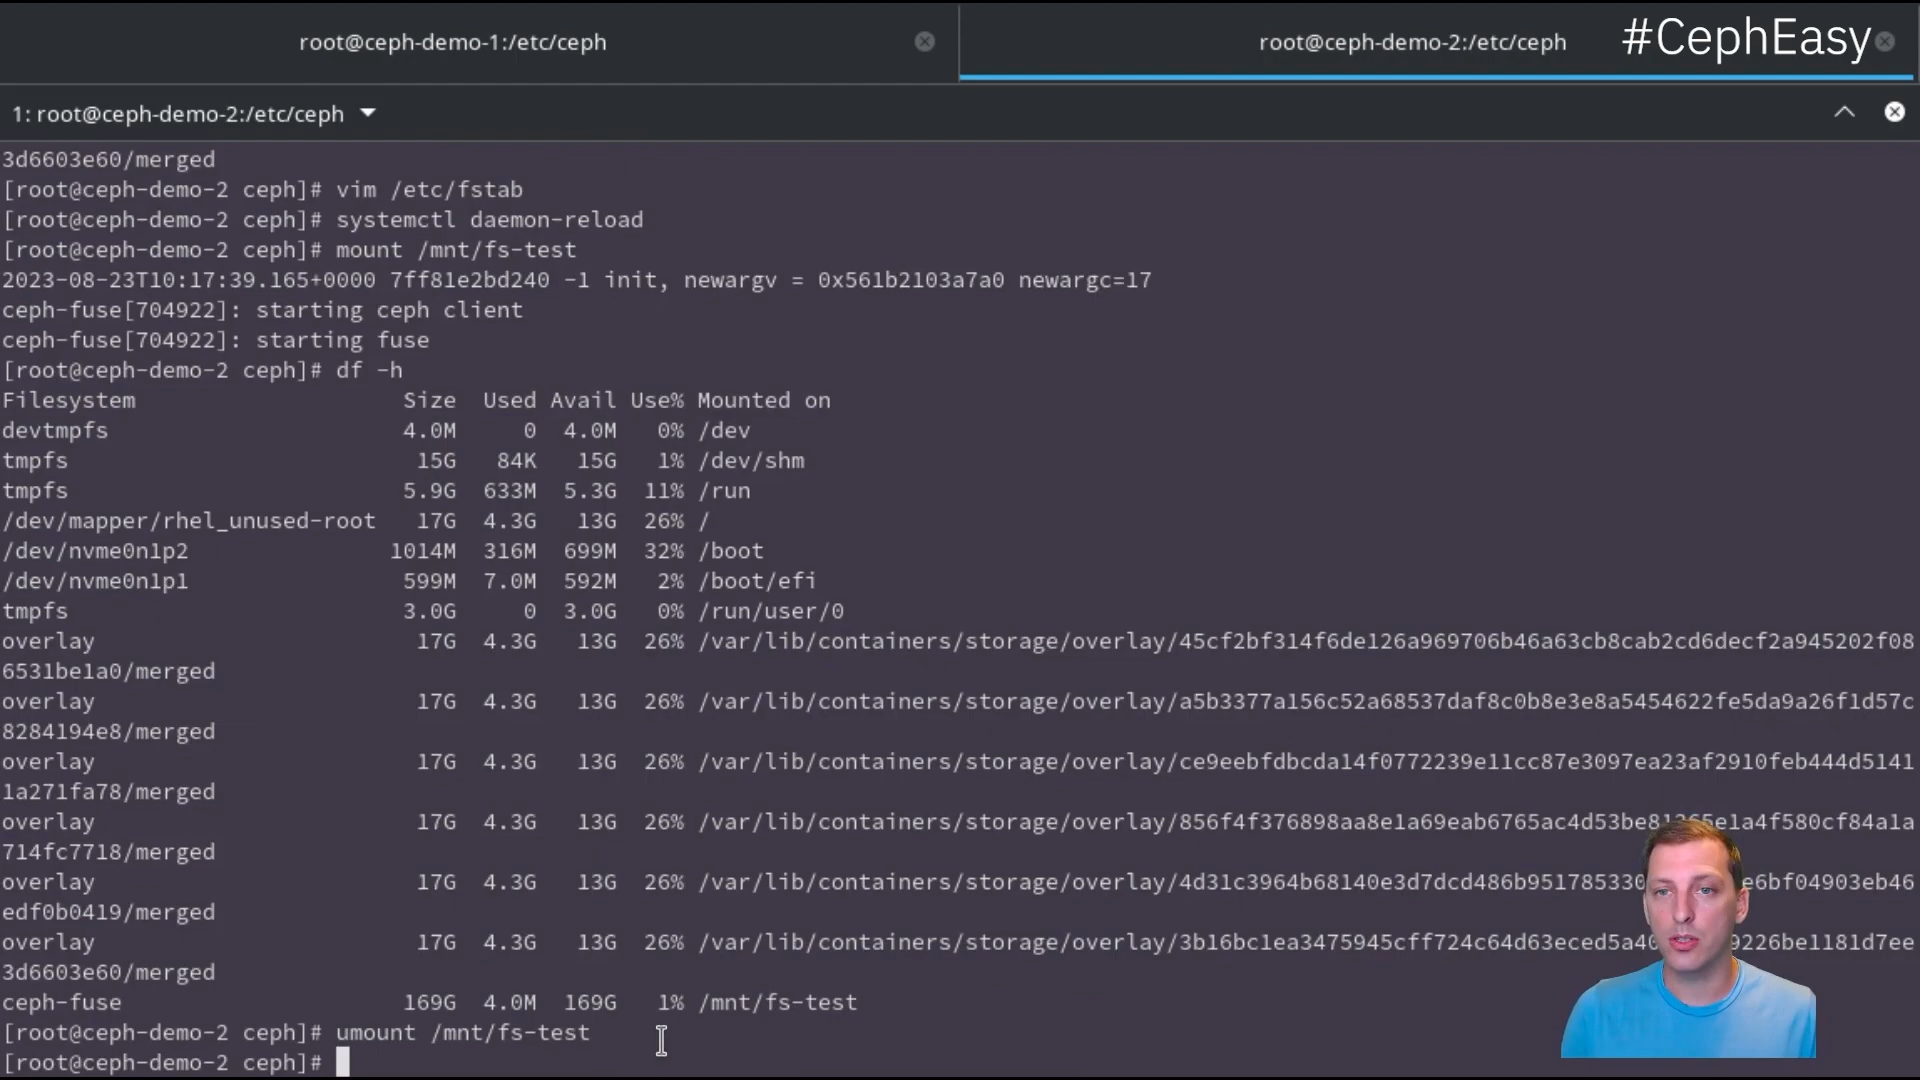 root@ceph-demo-1:/etc/ceph
root@ceph-demo-2:/etc/ceph
#CephEasy
1: root@ceph-demo-2:/etc/ceph
3d6603e60/merged
[root@ceph-demo-2 ceph]# vim /etc/fstab
[root@ceph-demo-2 ceph]# systemctl daemon-reload
[root@ceph-demo-2 ceph]# mount /mnt/fs-test
2023-08-23T10:17:39.165+0000 7ff81e2bd240 -1 init, newargv = 0x561b2103a7a0 newargc=17
ceph-fuse[704922]: starting ceph client
ceph-fuse[704922]: starting fuse
[root@ceph-demo-2 ceph]# df -h
Filesystem Size Used Avail Use% Mounted on
devtmpfs 4.0M 0 4.0M 0% /dev
tmpfs 15G 84K 15G 1% /dev/shm
tmpfs 5.9G 633M 5.3G 11% /run
/dev/mapper/rhel_unused-root 17G 4.3G 13G 26% /
/dev/nvme0n1p2 1014M 316M 699M 32% /boot
/dev/nvme0n1p1 599M 7.0M 592M 2% /boot/efi
tmpfs 3.0G 0 3.0G 0% /run/user/0
overlay 17G 4.3G 13G 26% /var/lib/containers/storage/overlay/45cf2bf314f6de126a969706b46a63cb8cab2cd6decf2a945202f08
6531be1a0/merged
overlay 17G 4.3G 13G 26% /var/lib/containers/storage/overlay/a5b3377a156c52a68537daf8c0b8e3e8a5454622fe5da9a26f1d57c
8284194e8/merged
overlay 17G 4.3G 13G 26% /var/lib/containers/storage/overlay/ce9eebfdbcda14f0772239e11cc87e3097ea23af2910feb444d5141
1a271fa78/merged
overlay 17G 4.3G 13G 26% /var/lib/containers/storage/overlay/856f4f376898aa8e1a69eab6765ac4d53be81265e1a4f580cf84a1a
714fc7718/merged
overlay 17G 4.3G 13G 26% /var/lib/containers/storage/overlay/4d31c3964b68140e3d7dcd486b951785330 e6bf04903eb46
edf0b0419/merged
overlay 17G 4.3G 13G 26% /var/lib/containers/storage/overlay/3b16bc1ea3475945cff724c64d63eced5a40 9226be1181d7ee
3d6603e60/merged
ceph-fuse 169G 4.0M 169G 1% /mnt/fs-test
[root@ceph-demo-2 ceph]# umount /mnt/fs-test
[root@ceph-demo-2 ceph]#